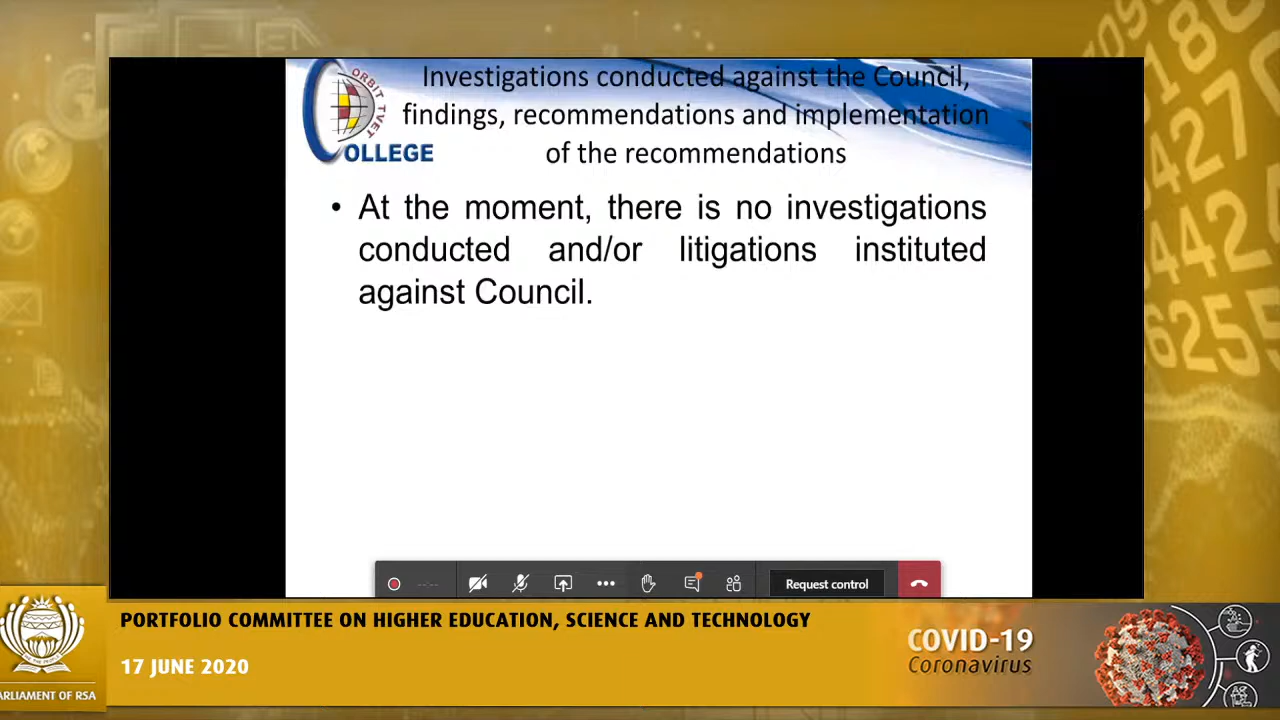 Investigations conducted against the Council,
findings, recommendations and implementation
of the recommendations
ORBIT TVET
COLLEGE
• At the moment, there is no investigations
conducted and/or litigations instituted
against Council.
Request control
PORTFOLIO COMMITTEE ON HIGHER EDUCATION, SCIENCE AND TECHNOLOGY
17 JUNE 2020
COVID-19
Coronavirus
ARLIAMENT OF RSA